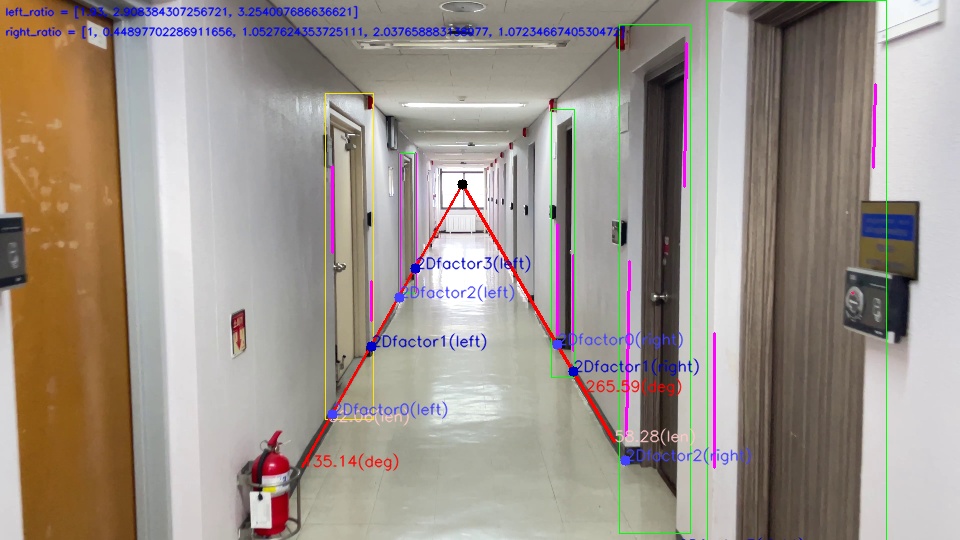 left_ratio = [1.83, 2.908384307256721, 3.254007686636621]
right_ratio = [1, 0.44897702286911656, 1.0527624353725111, 2.037658883136977, 1.0723466740530472]
2Dfactor3(left)
2Dfactor2(left)
2Dfactor1(left)
2Dfactor0(right)
2Dfactor1(right)
265.59(deg)
2Dfactor0(left)
58.28(len)
2Dfactor2(right)
35.14(deg)